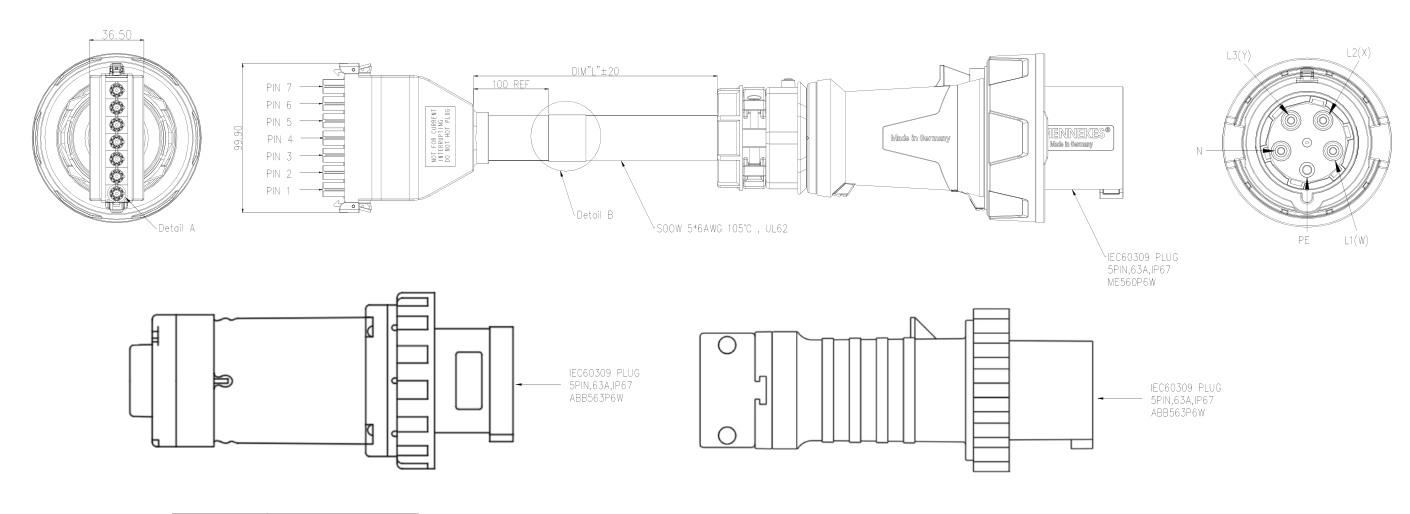 36.50
99.90
PIN 7
PIN 6
PIN 5
PIN 4
PIN 3
PIN 2
PIN 1
Detail A
NOT FOR CURRENT
INTERRUPTING
DO NOT HOT PLUG
DIM"L"±20
100 REF
Detail B
SOOW 5*6AWG 105℃ , UL62
Made in Germany
MENNEKES®
Made in Germany
IEC60309 PLUG
5PIN,63A,IP67
ME560P6W
L3(Y)
L2(X)
N
PE
L1(W)
IEC60309 PLUG
5PIN,63A,IP67
ABB563P6W
IEC60309 PLUG
5PIN,63A,IP67
ABB563P6W